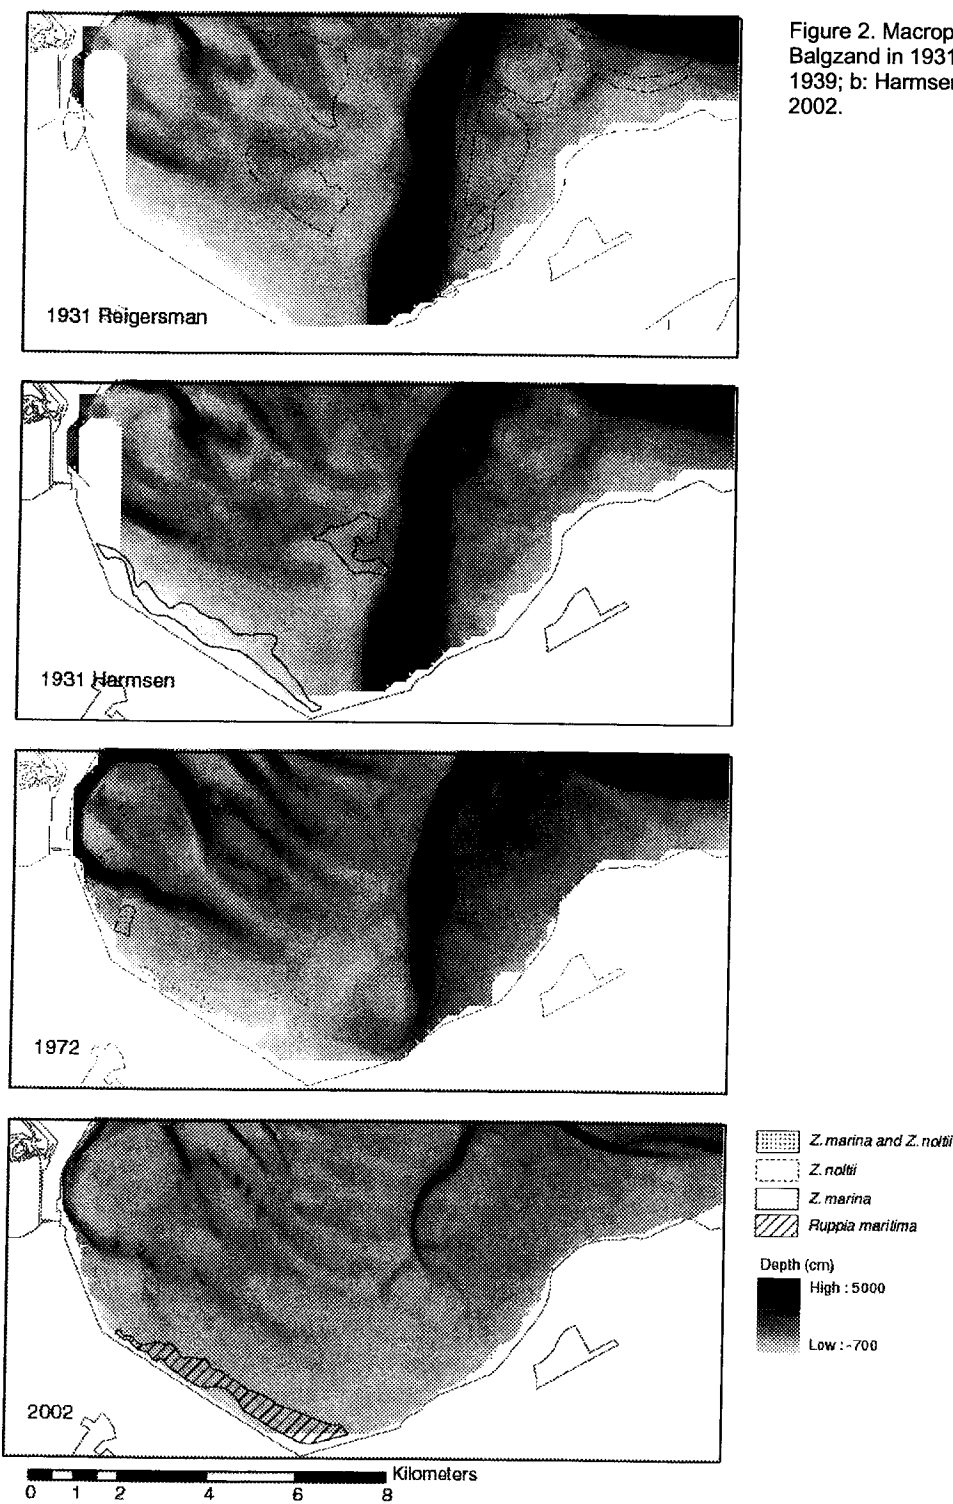 Figure 2. Macrop
Balgzand in 1931
1939; b: Harmsen
2002.
1931 Reigersman
1931 Harmsen
1972
2002
Z. marina and Z. noltii
Z. noltii
Z. marina
Ruppia maritima
Depth (cm)
High : 5000
Low : -700
Kilometers
0 1 2 4 6 8